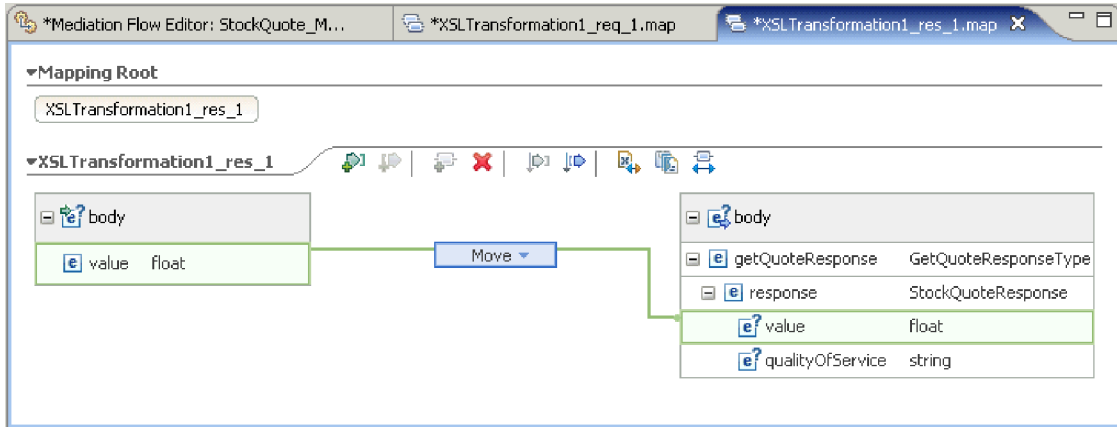 *Mediation Flow Editor: StockQuote_M... *XSLTransformation1_req_1.map *XSLTransformation1_res_1.map
Mapping Root
XSLTransformation1_res_1
XSLTransformation1_res_1
body
value float
Move
body
getQuoteResponse GetQuoteResponseType
response StockQuoteResponse
value float
qualityOfService string